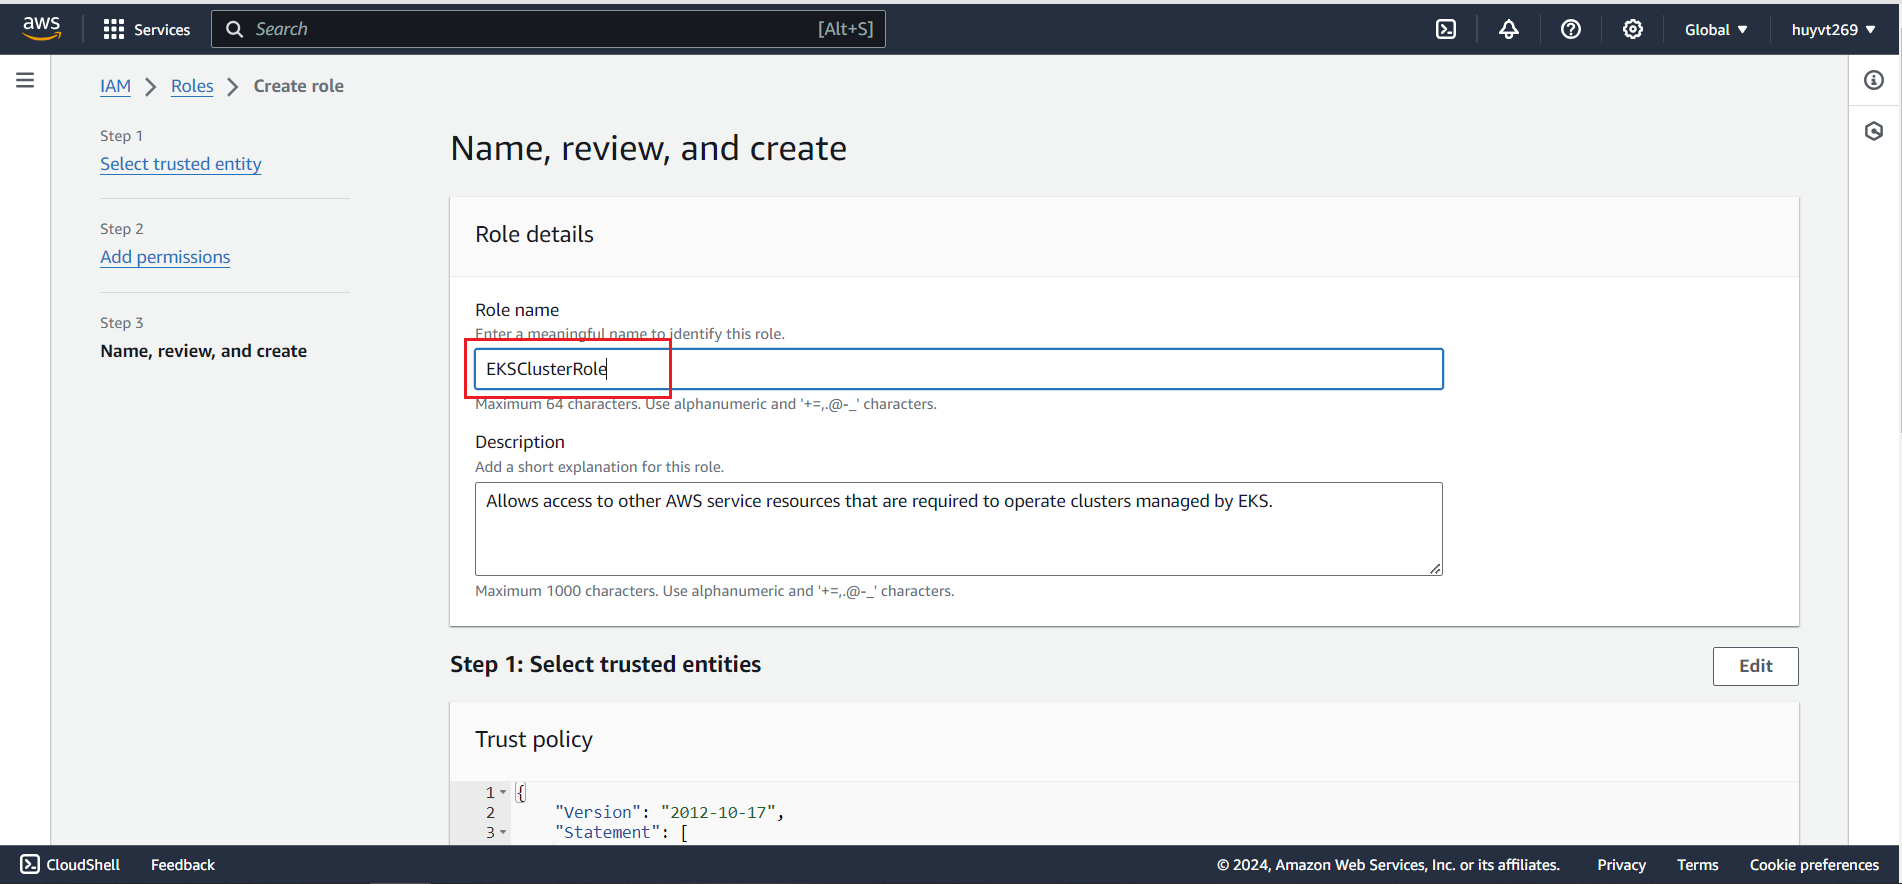 aws
Services
Search
[Alt+S]
Global
huyvt269
IAM
Roles
Create role
Step 1
Select trusted entity
Step 2
Add permissions
Step 3
Name, review, and create
Name, review, and create
Role details
Role name
Enter a meaningful name to identify this role.
EKSClusterRole
Maximum 64 characters. Use alphanumeric and '+=,.@-_' characters.
Description
Add a short explanation for this role.
Allows access to other AWS service resources that are required to operate clusters managed by EKS.
Maximum 1000 characters. Use alphanumeric and '+=,.@-_' characters.
Step 1: Select trusted entities
Edit
Trust policy
1 {
2 "Version": "2012-10-17",
3 "Statement": [
CloudShell
Feedback
© 2024, Amazon Web Services, Inc. or its affiliates.
Privacy
Terms
Cookie preferences